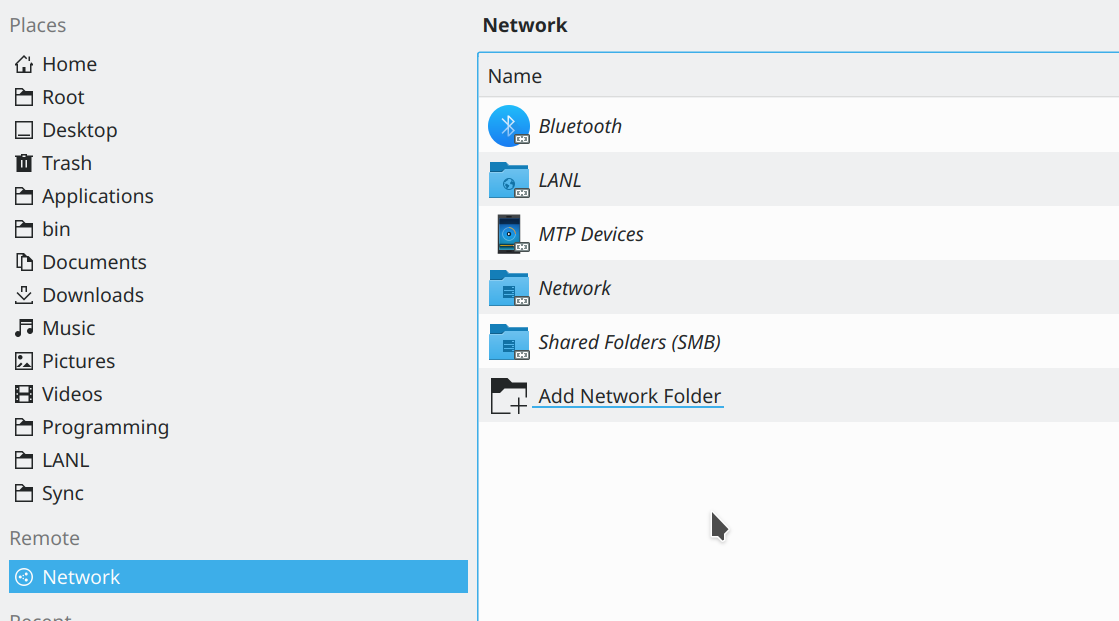 Places
Home
Root
Desktop
Trash
Applications
bin
Documents
Downloads
Music
Pictures
Videos
Programming
LANL
Sync
Remote
Network
Recent
Network
Name
Bluetooth
LANL
MTP Devices
Network
Shared Folders (SMB)
Add Network Folder